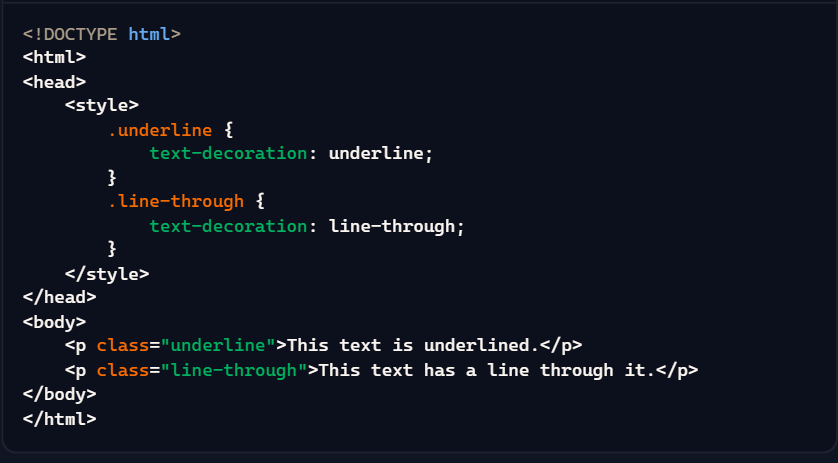 <!DOCTYPE html>
<html>
<head>
    <style>
        .underline {
            text-decoration: underline;
        }
        .line-through {
            text-decoration: line-through;
        }
    </style>
</head>
<body>
    <p class="underline">This text is underlined.</p>
    <p class="line-through">This text has a line through it.</p>
</body>
</html>